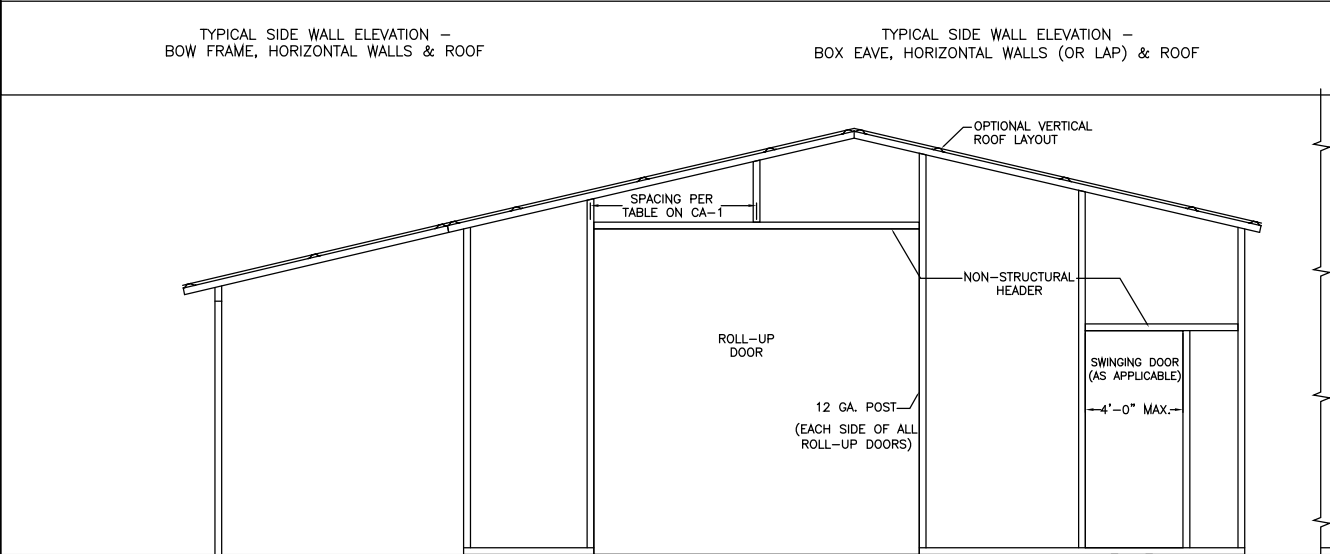 TYPICAL SIDE WALL ELEVATION –
BOW FRAME, HORIZONTAL WALLS & ROOF
TYPICAL SIDE WALL ELEVATION –
BOX EAVE, HORIZONTAL WALLS (OR LAP) & ROOF
OPTIONAL VERTICAL
ROOF LAYOUT
SPACING PER
TABLE ON CA-1
NON-STRUCTURAL
HEADER
ROLL-UP
DOOR
SWINGING DOOR
(AS APPLICABLE)
4'-0" MAX.
12 GA. POST
(EACH SIDE OF ALL
ROLL-UP DOORS)